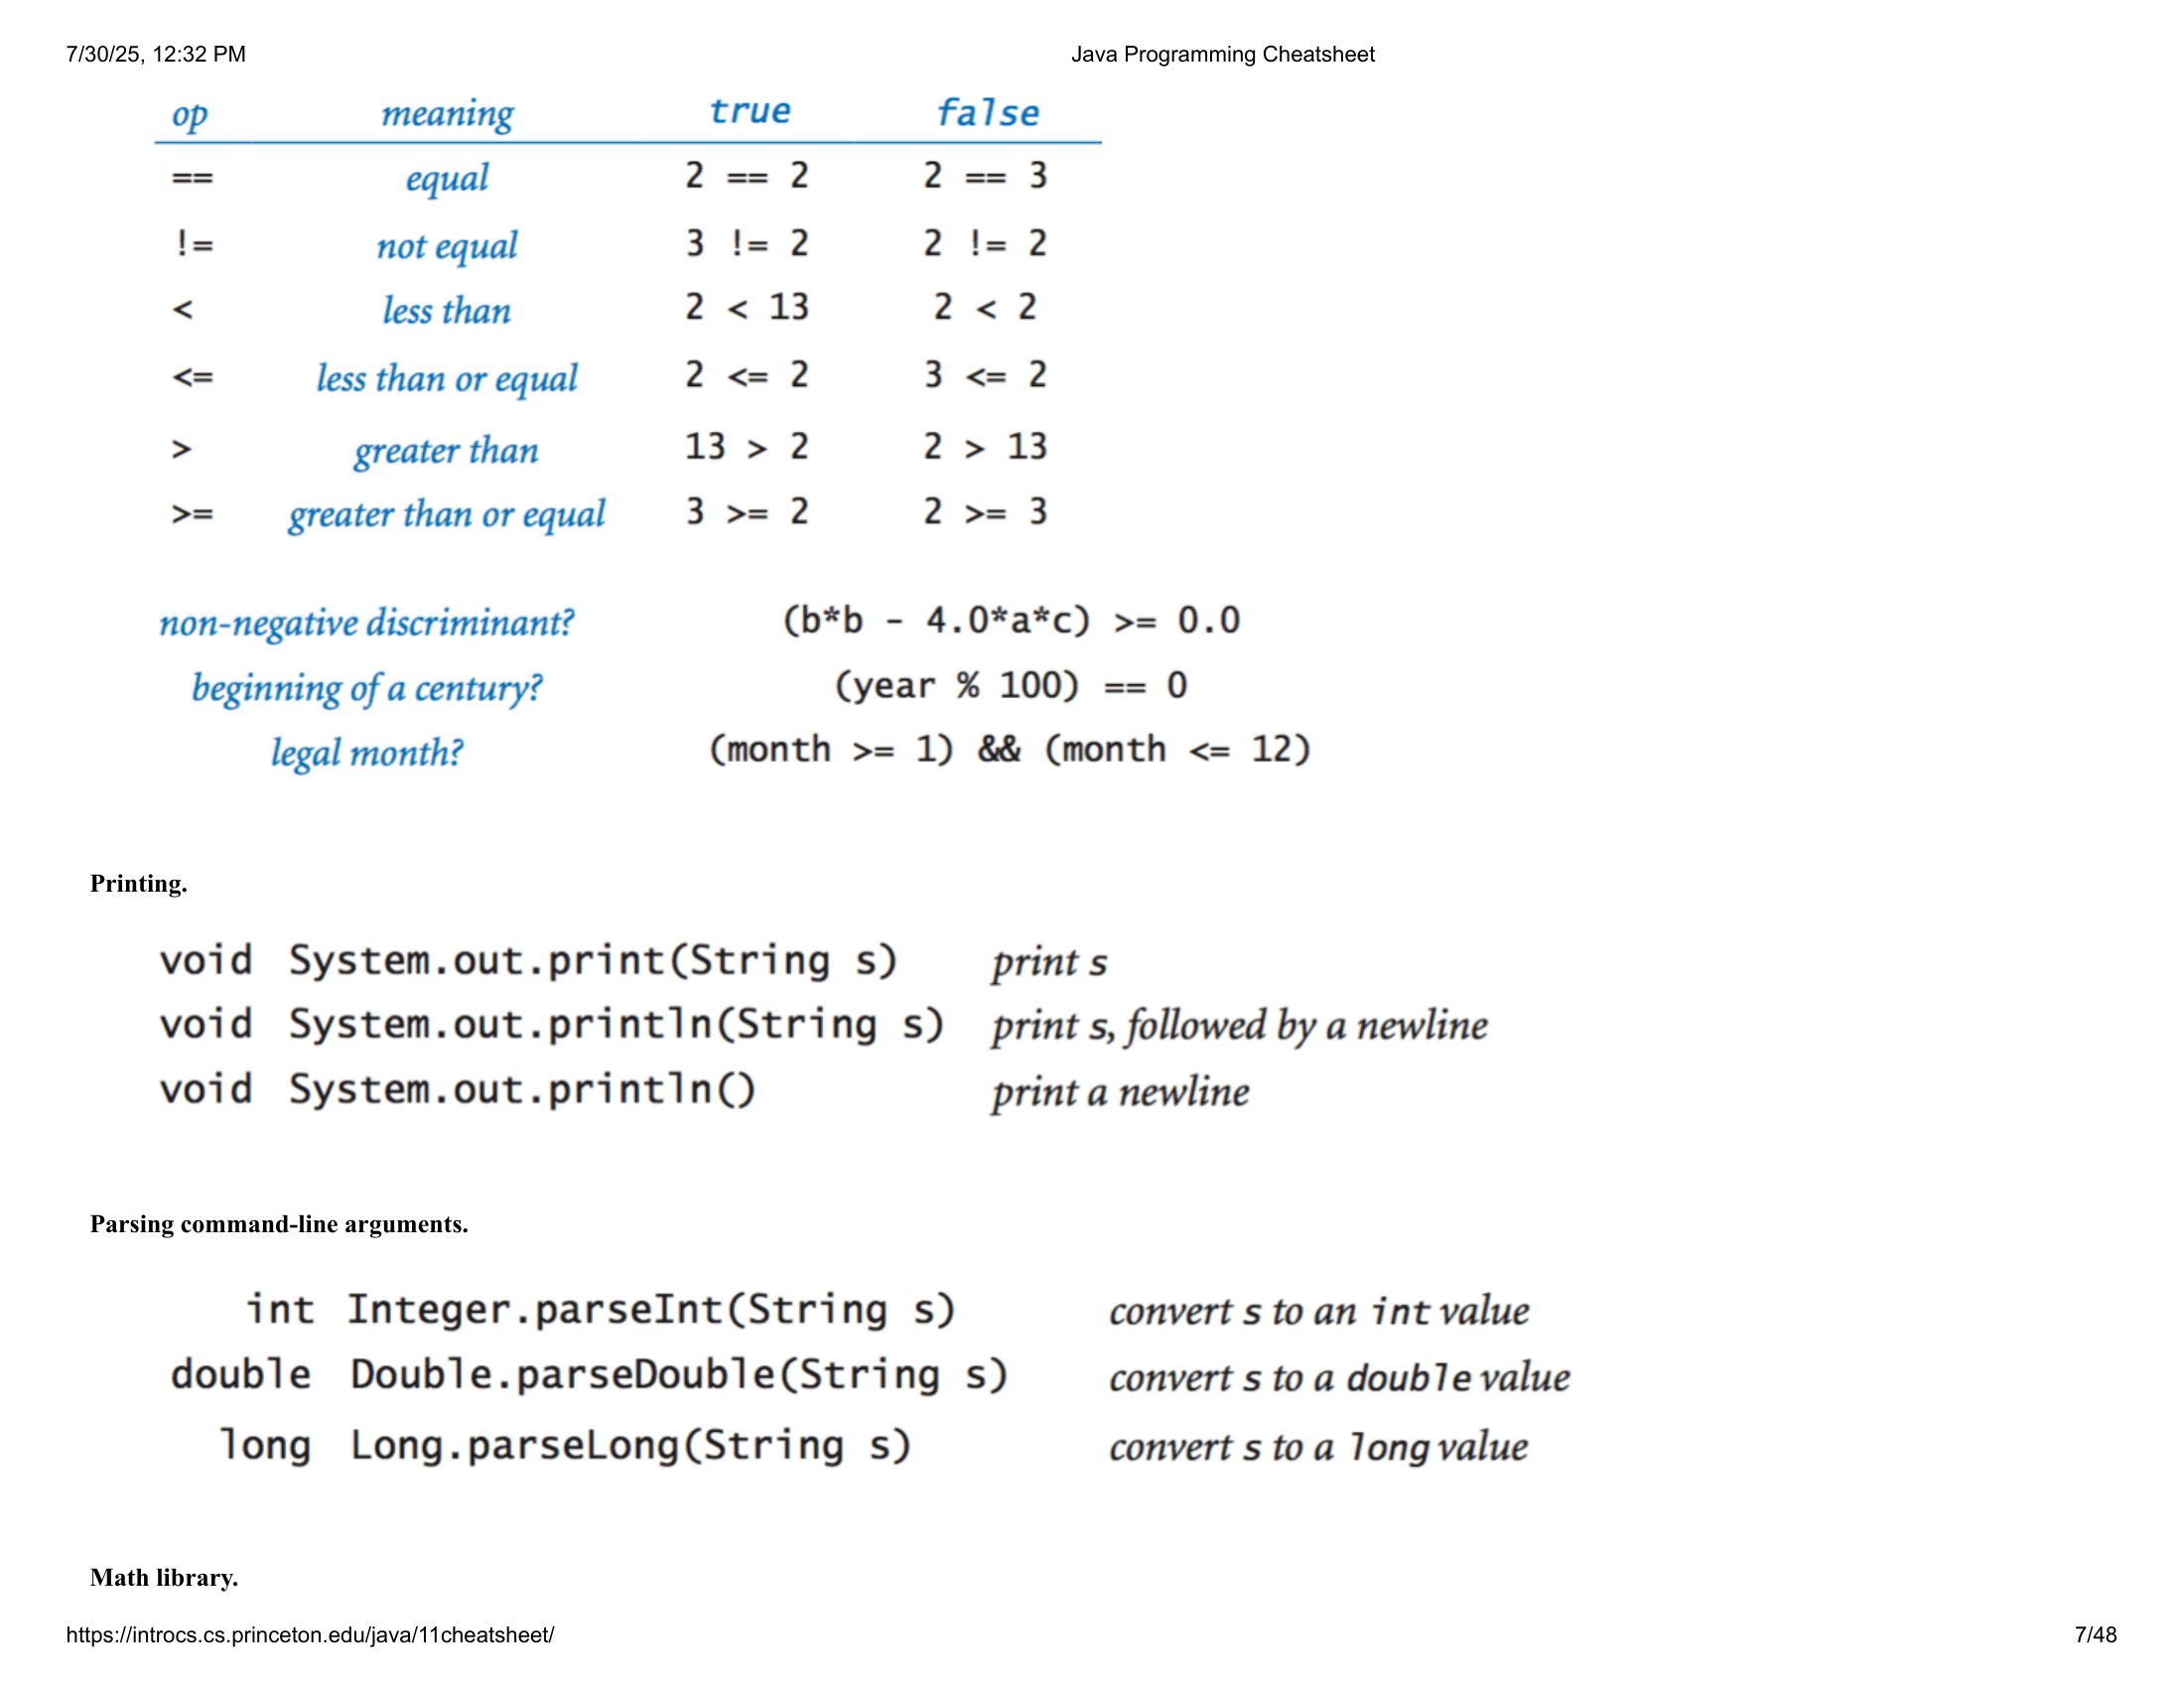 7/30/25, 12:32 PM Java Programming Cheatsheet
op meaning true false
== equal 2 == 2 2 == 3
!= not equal 3 != 2 2 != 2
< less than 2 < 13 2 < 2
<= less than or equal 2 <= 2 3 <= 2
> greater than 13 > 2 2 > 13
>= greater than or equal 3 >= 2 2 >= 3
non-negative discriminant? (b*b - 4.0*a*c) >= 0.0
beginning of a century? (year % 100) == 0
legal month? (month >= 1) && (month <= 12)
Printing.
void System.out.print(String s) print s
void System.out.println(String s) print s, followed by a newline
void System.out.println() print a newline
Parsing command-line arguments.
int Integer.parseInt(String s) convert s to an int value
double Double.parseDouble(String s) convert s to a double value
long Long.parseLong(String s) convert s to a long value
Math library.
https://introcs.cs.princeton.edu/java/11cheatsheet/ 7/48